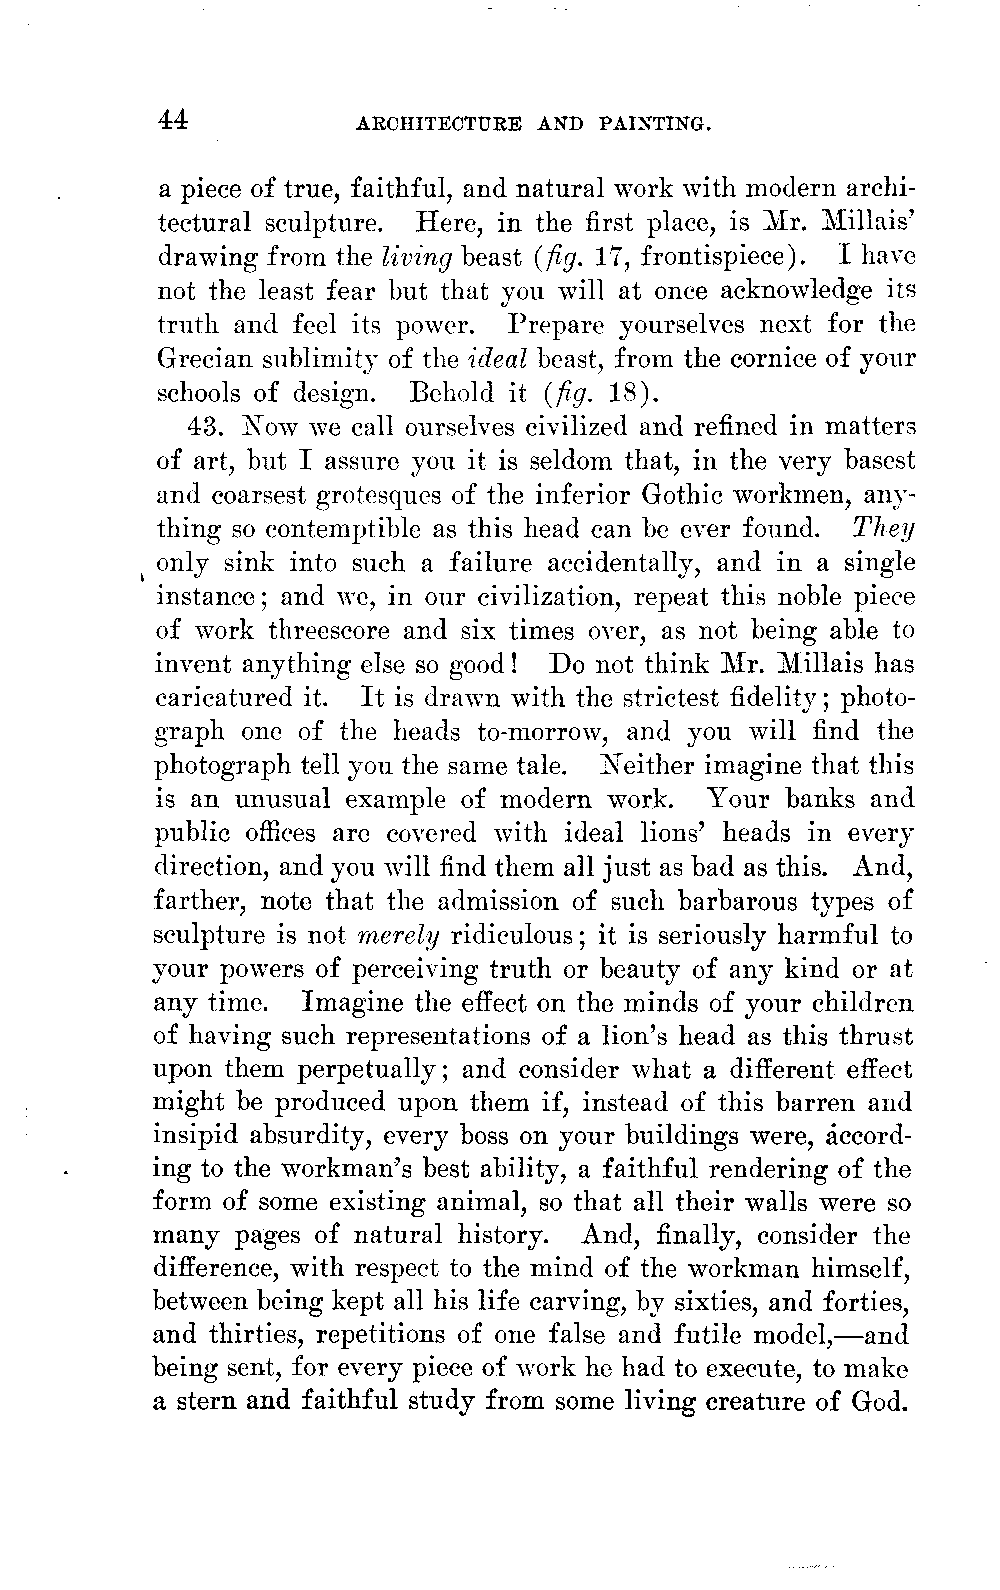 44 ARCHITECTURE AND PAINTING.
a piece of true, faithful, and natural work with modern archi-
tectural sculpture. Here, in the first place, is Mr. Millais'
drawing from the living beast (fig. 17, frontispiece). I have
not the least fear but that you will at once acknowledge its
truth and feel its power. Prepare yourselves next for the
Grecian sublimity of the ideal beast, from the cornice of your
schools of design. Behold it (fig. 18).
43. Now we call ourselves civilized and refined in matters
of art, but I assure you it is seldom that, in the very basest
and coarsest grotesques of the inferior Gothic workmen, any-
thing so contemptible as this head can be ever found. They
only sink into such a failure accidentally, and in a single
instance; and we, in our civilization, repeat this noble piece
of work threescore and six times over, as not being able to
invent anything else so good! Do not think Mr. Millais has
caricatured it. It is drawn with the strictest fidelity; photo-
graph one of the heads to-morrow, and you will find the
photograph tell you the same tale. Neither imagine that this
is an unusual example of modern work. Your banks and
public offices are covered with ideal lions' heads in every
direction, and you will find them all just as bad as this. And,
farther, note that the admission of such barbarous types of
sculpture is not merely ridiculous; it is seriously harmful to
your powers of perceiving truth or beauty of any kind or at
any time. Imagine the effect on the minds of your children
of having such representations of a lion's head as this thrust
upon them perpetually; and consider what a different effect
might be produced upon them if, instead of this barren and
insipid absurdity, every boss on your buildings were, accord-
ing to the workman's best ability, a faithful rendering of the
form of some existing animal, so that all their walls were so
many pages of natural history. And, finally, consider the
difference, with respect to the mind of the workman himself,
between being kept all his life carving, by sixties, and forties,
and thirties, repetitions of one false and futile model,—and
being sent, for every piece of work he had to execute, to make
a stern and faithful study from some living creature of God.